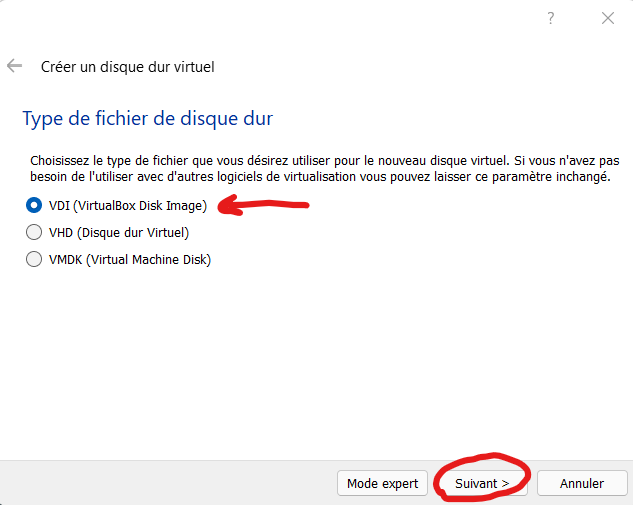 ?
Créer un disque dur virtuel
Type de fichier de disque dur
Choisissez le type de fichier que vous désirez utiliser pour le nouveau disque virtuel. Si vous n'avez pas
besoin de l'utiliser avec d'autres logiciels de virtualisation vous pouvez laisser ce paramètre inchangé.
VDI (VirtualBox Disk Image)
VHD (Disque dur Virtuel)
VMDK (Virtual Machine Disk)
Mode expert Suivant > Annuler